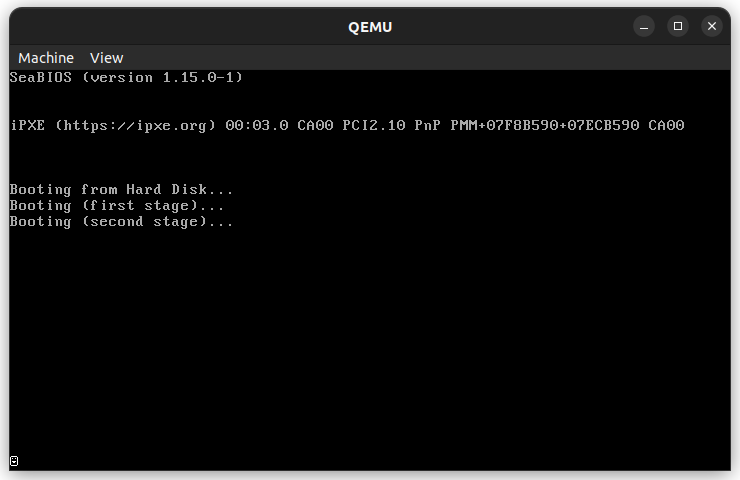 QEMU
Machine View
SeaBIOS (version 1.15.0-1)
iPXE (https://ipxe.org) 00:03.0 CA00 PCI2.10 PnP PMM+07F8B590+07ECB590 CA00
Booting from Hard Disk...
Booting (first stage)...
Booting (second stage)...